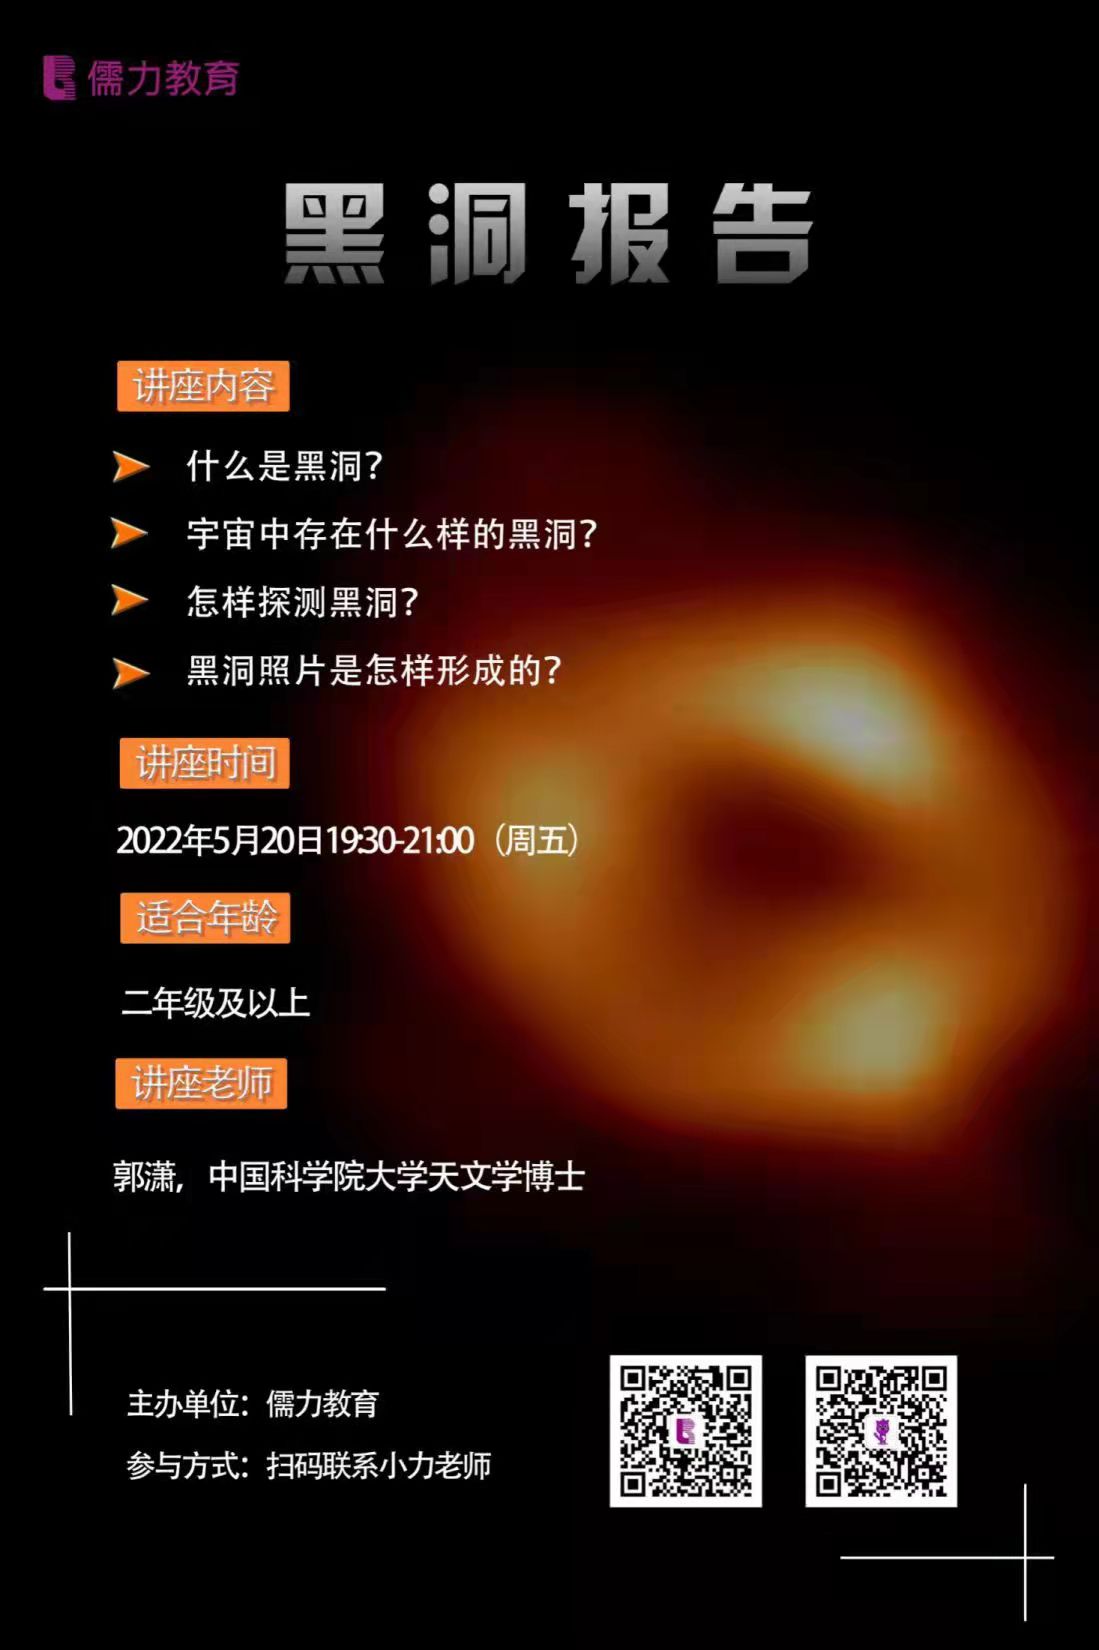 儒力教育
黑洞报告
讲座内容
什么是黑洞？
宇宙中存在什么样的黑洞？
怎样探测黑洞？
黑洞照片是怎样形成的？
讲座时间
2022年5月20日19:30-21:00（周五）
适合年龄
二年级及以上
讲座老师
郭潇，中国科学院大学天文学博士
主办单位：儒力教育
参与方式：扫码联系小力老师